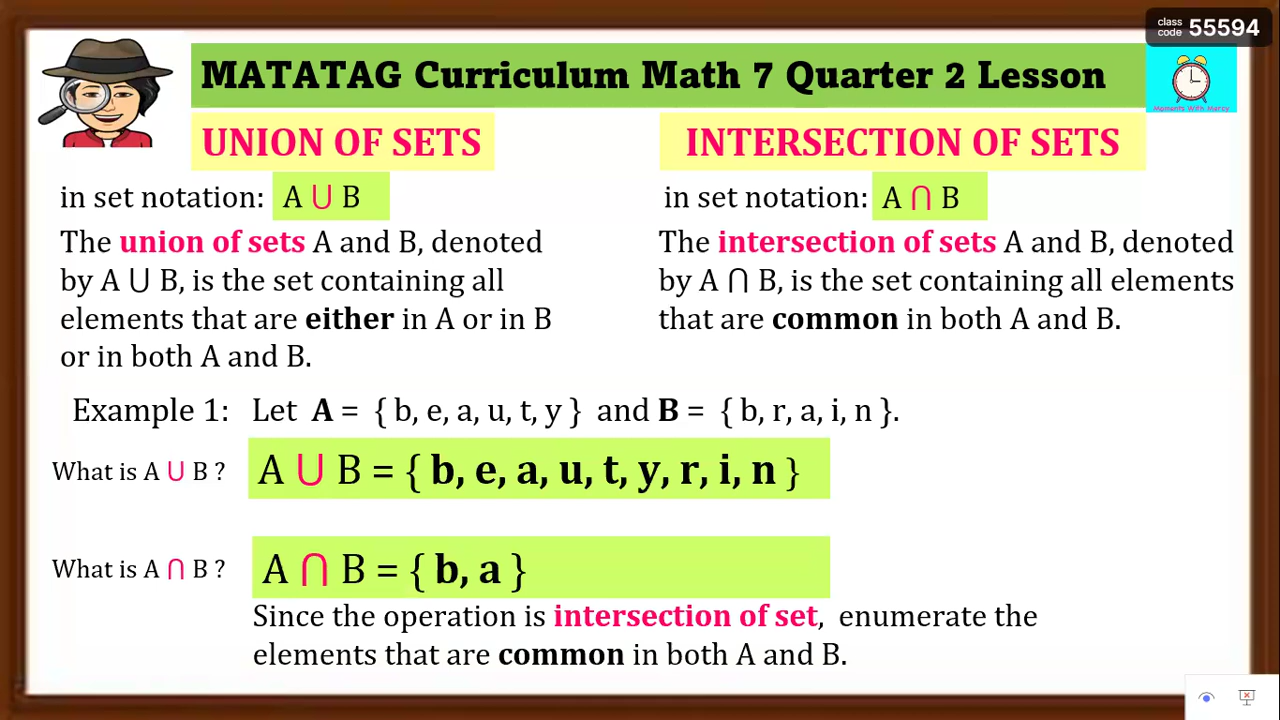 class code 55594
MATATAG Curriculum Math 7 Quarter 2 Lesson
Moments With Mercy
UNION OF SETS
in set notation: A ⋃ B
The union of sets A and B, denoted
by A ⋃ B, is the set containing all
elements that are either in A or in B
or in both A and B.
INTERSECTION OF SETS
in set notation: A ⋂ B
The intersection of sets A and B, denoted
by A ⋂ B, is the set containing all elements
that are common in both A and B.
Example 1: Let A = { b, e, a, u, t, y } and B = { b, r, a, i, n }.
What is A ⋃ B ? A ⋃ B = { b, e, a, u, t, y, r, i, n }
What is A ⋂ B ? A ⋂ B = { b, a }
Since the operation is intersection of set, enumerate the
elements that are common in both A and B.